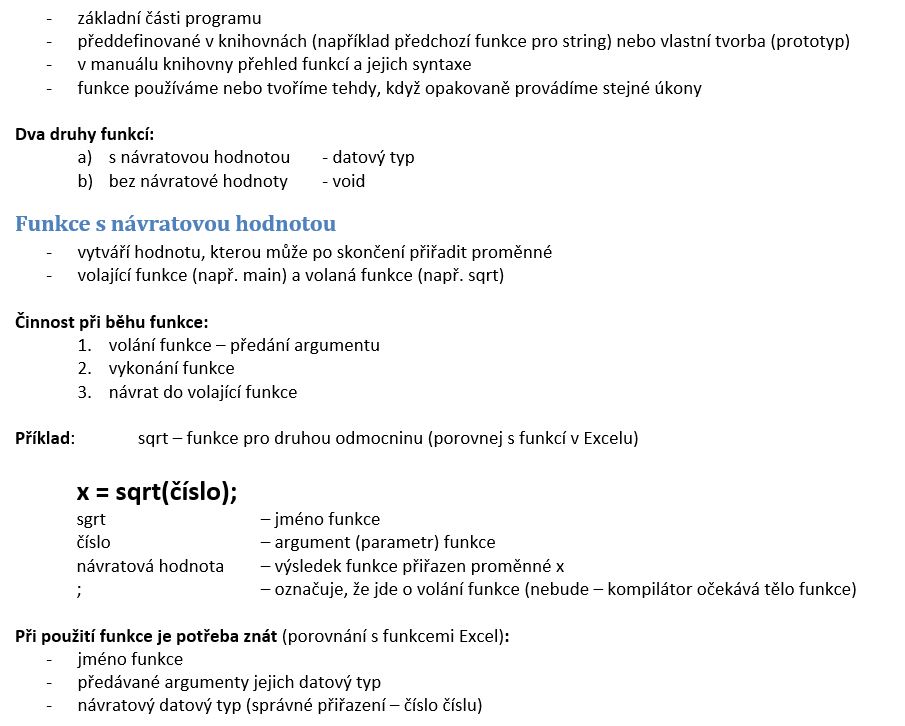 - základní části programu
- předdefinované v knihovnách (například předchozí funkce pro string) nebo vlastní tvorba (prototyp)
- v manuálu knihovny přehled funkcí a jejich syntaxe
- funkce používáme nebo tvoříme tehdy, když opakovaně provádíme stejné úkony
Dva druhy funkcí:
a) s návratovou hodnotou - datový typ
b) bez návratové hodnoty - void
Funkce s návratovou hodnotou
- vytváří hodnotu, kterou může po skončení přiřadit proměnné
- volající funkce (např. main) a volaná funkce (např. sqrt)
Činnost při běhu funkce:
1. volání funkce – předání argumentu
2. vykonání funkce
3. návrat do volající funkce
Příklad: sqrt – funkce pro druhou odmocninu (porovnej s funkcí v Excelu)
x = sqrt(číslo);
sgrt – jméno funkce
číslo – argument (parametr) funkce
návratová hodnota – výsledek funkce přiřazen proměnné x
; – označuje, že jde o volání funkce (nebude – kompilátor očekává tělo funkce)
Při použití funkce je potřeba znát (porovnání s funkcemi Excel):
- jméno funkce
- předávané argumenty jejich datový typ
- návratový datový typ (správné přiřazení – číslo číslu)